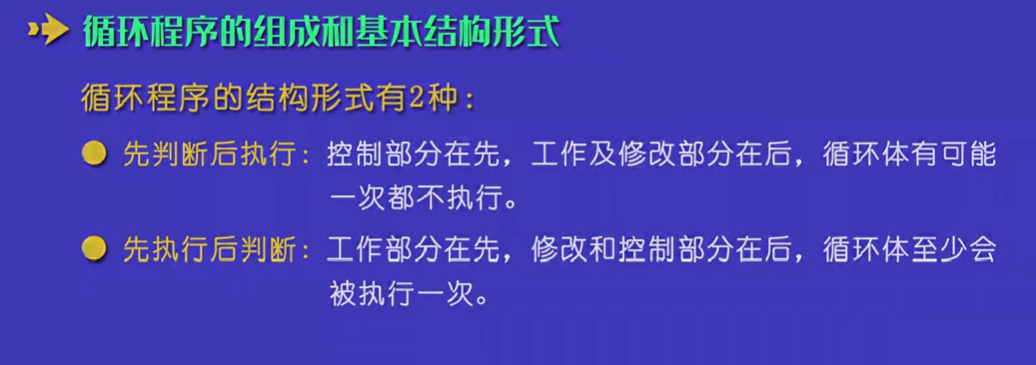 循环程序的组成和基本结构形式
循环程序的结构形式有2种：
先判断后执行：控制部分在先，工作及修改部分在后，循环体有可能
一次都不执行。
先执行后判断：工作部分在先，修改和控制部分在后，循环体至少会
被执行一次。